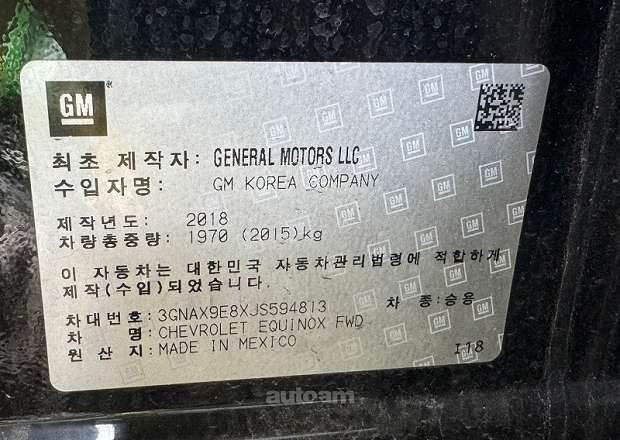 GM
최초 제작자: GENERAL MOTORS LLC
수입자명: GM KOREA COMPANY
제작년도: 2018
차량총중량: 1970 (2015)kg
이 자동차는 대한민국 자동차관리법령에 적합하게
제작(수입) 되었습니다.
차대번호: 3GNAX9E8XJS594813 차 종:승용
차 명: CHEVROLET EQUINOX FWD
원산지: MADE IN MEXICO
I18
autoam